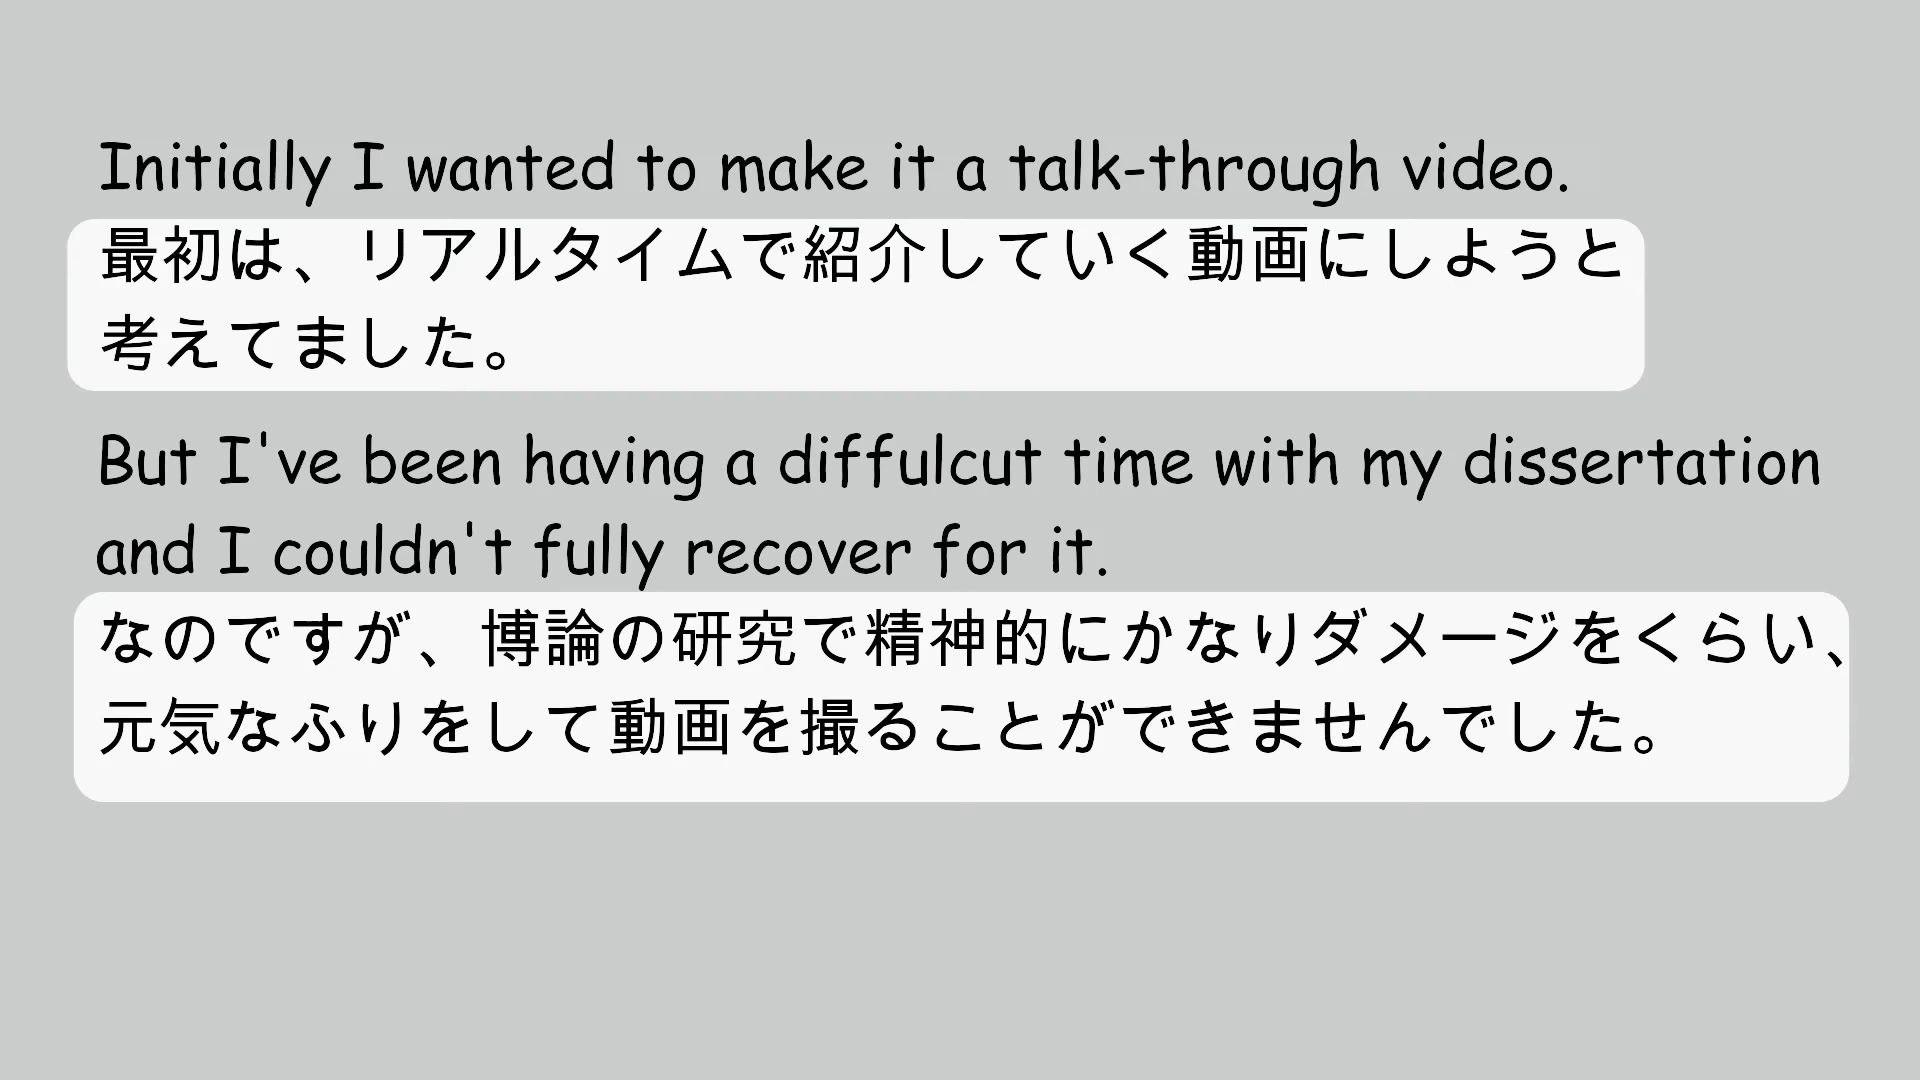 Initially I wanted to make it a talk-through video.
最初は、リアルタイムで紹介していく動画にしようと
考えてました。
But I've been having a diffulcut time with my dissertation
and I couldn't fully recover for it.
なのですが、博論の研究で精神的にかなりダメージをくらい、
元気なふりをして動画を撮ることができませんでした。